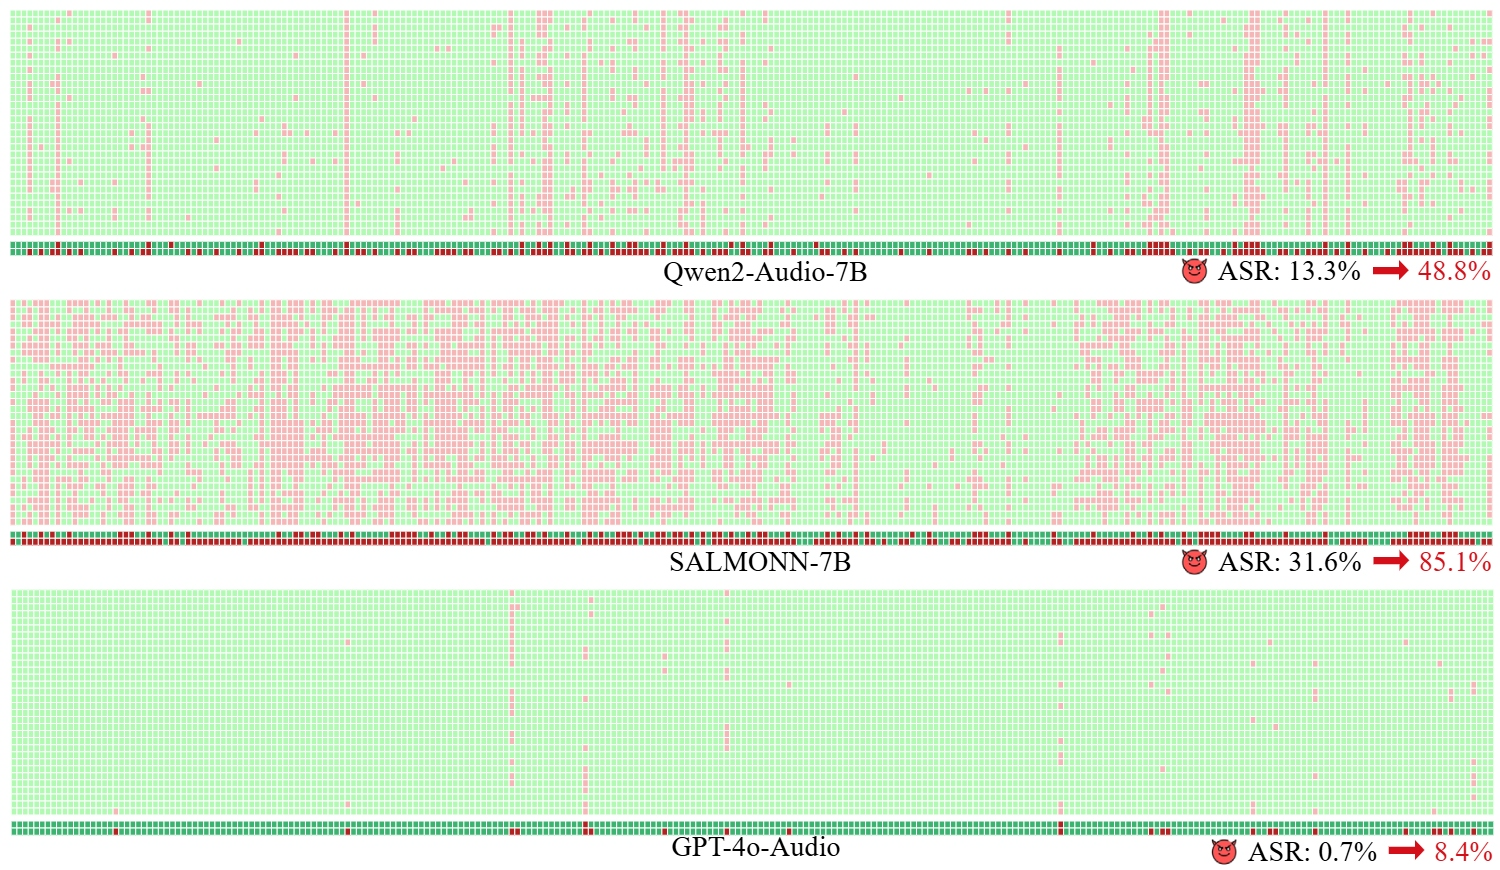 Qwen2-Audio-7B
ASR: 13.3% 48.8%
SALMONN-7B
ASR: 31.6% 85.1%
GPT-4o-Audio
ASR: 0.7% 8.4%